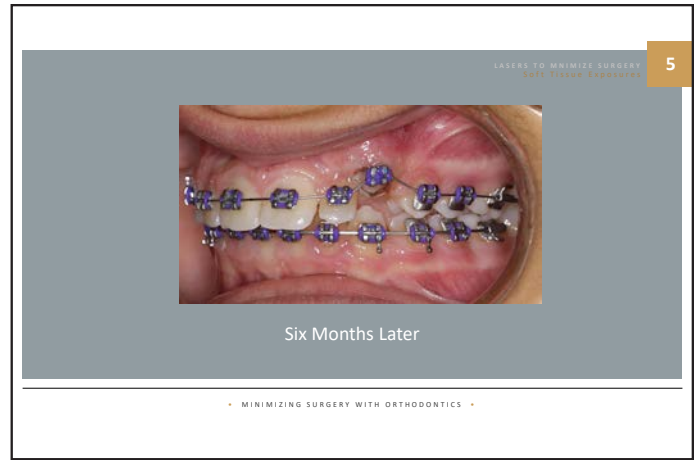 LASERS TO MNIMIZE SURGERY
Soft Tissue Exposures
5
Six Months Later
• MINIMIZING SURGERY WITH ORTHODONTICS •